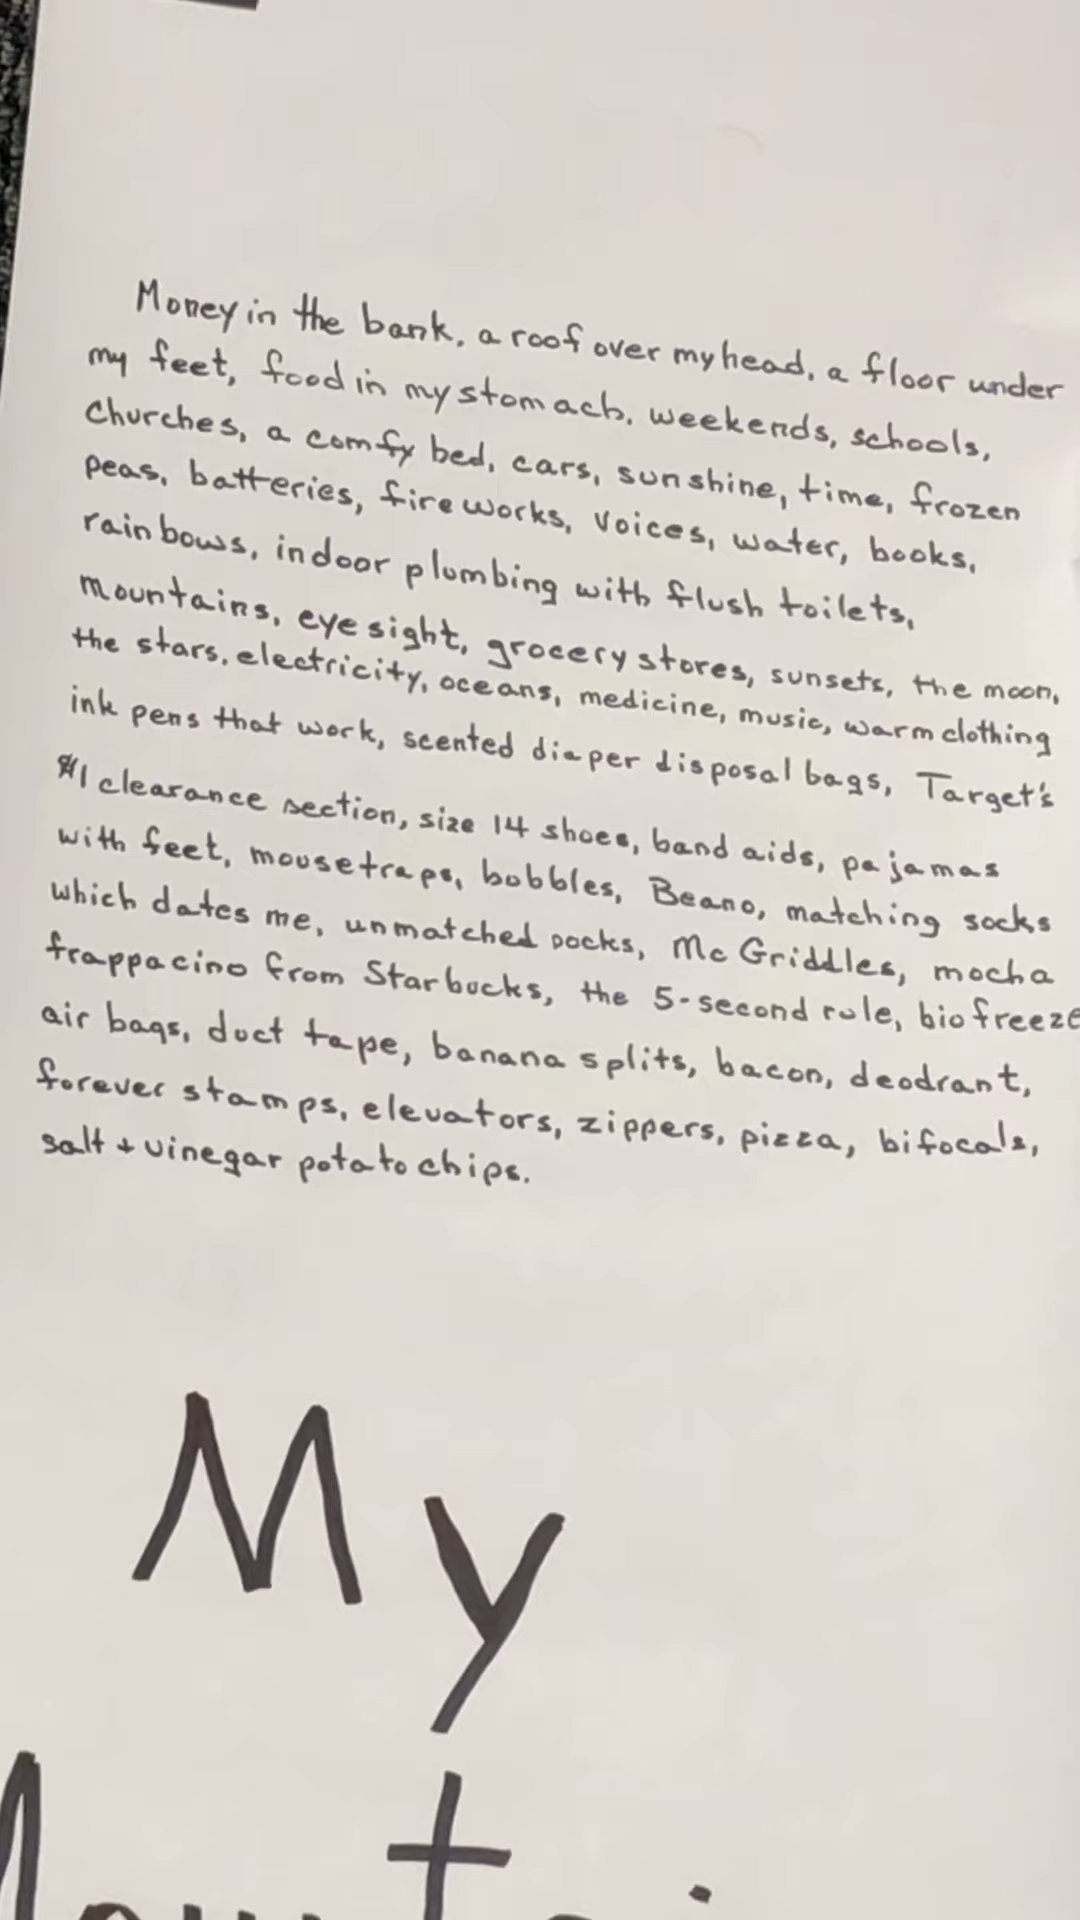 Money in the bank, a roof over my head, a floor under
my feet, food in my stomach, weekends, schools,
churches, a comfy bed, cars, sunshine, time, frozen
peas, batteries, fireworks, voices, water, books,
rainbows, indoor plumbing with flush toilets,
mountains, eyesight, grocery stores, sunsets, the moon,
the stars, electricity, oceans, medicine, music, warm clothing
ink pens that work, scented diaper disposal bags, Target's
$1 clearance section, size 14 shoes, band aids, pajamas
with feet, mousetraps, bobbles, Beano, matching socks
which dates me, unmatched socks, McGriddles, mocha
frappacino from Starbucks, the 5-second rule, biofreeze
air bags, duct tape, banana splits, bacon, deodrant,
forever stamps, elevators, zippers, pizza, bifocals,
salt + vinegar potato chips.
My